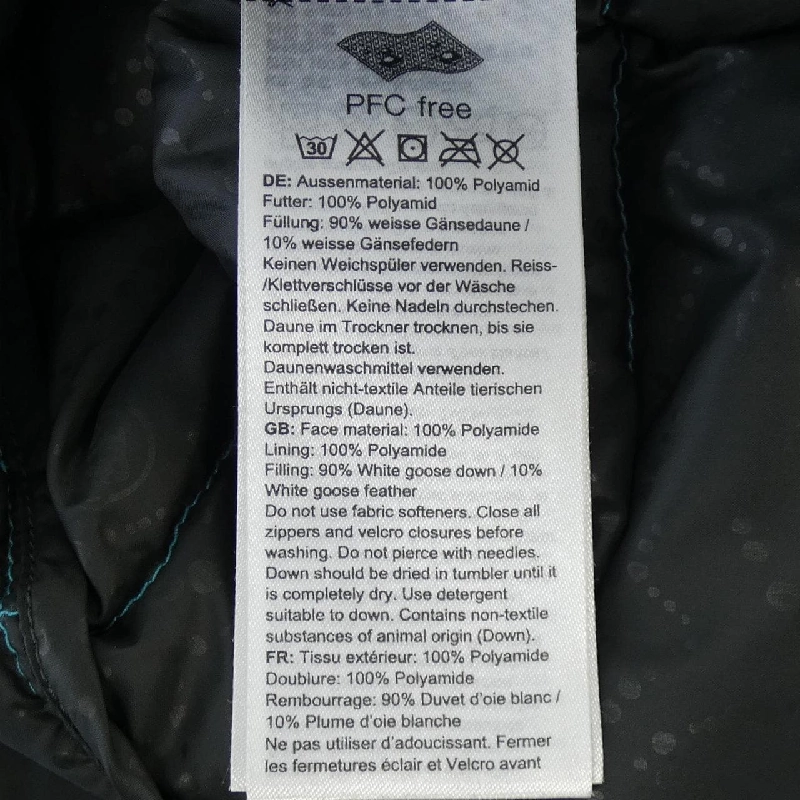 PFC free
30
DE: Aussenmaterial: 100% Polyamid
Futter: 100% Polyamid
Füllung: 90% weisse Gänsedaune /
10% weisse Gänsefedern
Keinen Weichspüler verwenden. Reiss-
/Klettverschlüsse vor der Wäsche
schließen. Keine Nadeln durchstechen.
Daune im Trockner trocknen, bis sie
komplett trocken ist.
Daunenwaschmittel verwenden.
Enthält nicht-textile Anteile tierischen
Ursprungs (Daune).
GB: Face material: 100% Polyamide
Lining: 100% Polyamide
Filling: 90% White goose down / 10%
White goose feather
Do not use fabric softeners. Close all
zippers and velcro closures before
washing. Do not pierce with needles.
Down should be dried in tumbler until it
is completely dry. Use detergent
suitable to down. Contains non-textile
substances of animal origin (Down).
FR: Tissu extérieur: 100% Polyamide
Doublure: 100% Polyamide
Rembourrage: 90% Duvet d'oie blanc /
10% Plume d'oie blanche
Ne pas utiliser d'adoucissant. Fermer
les fermetures éclair et Velcro avant